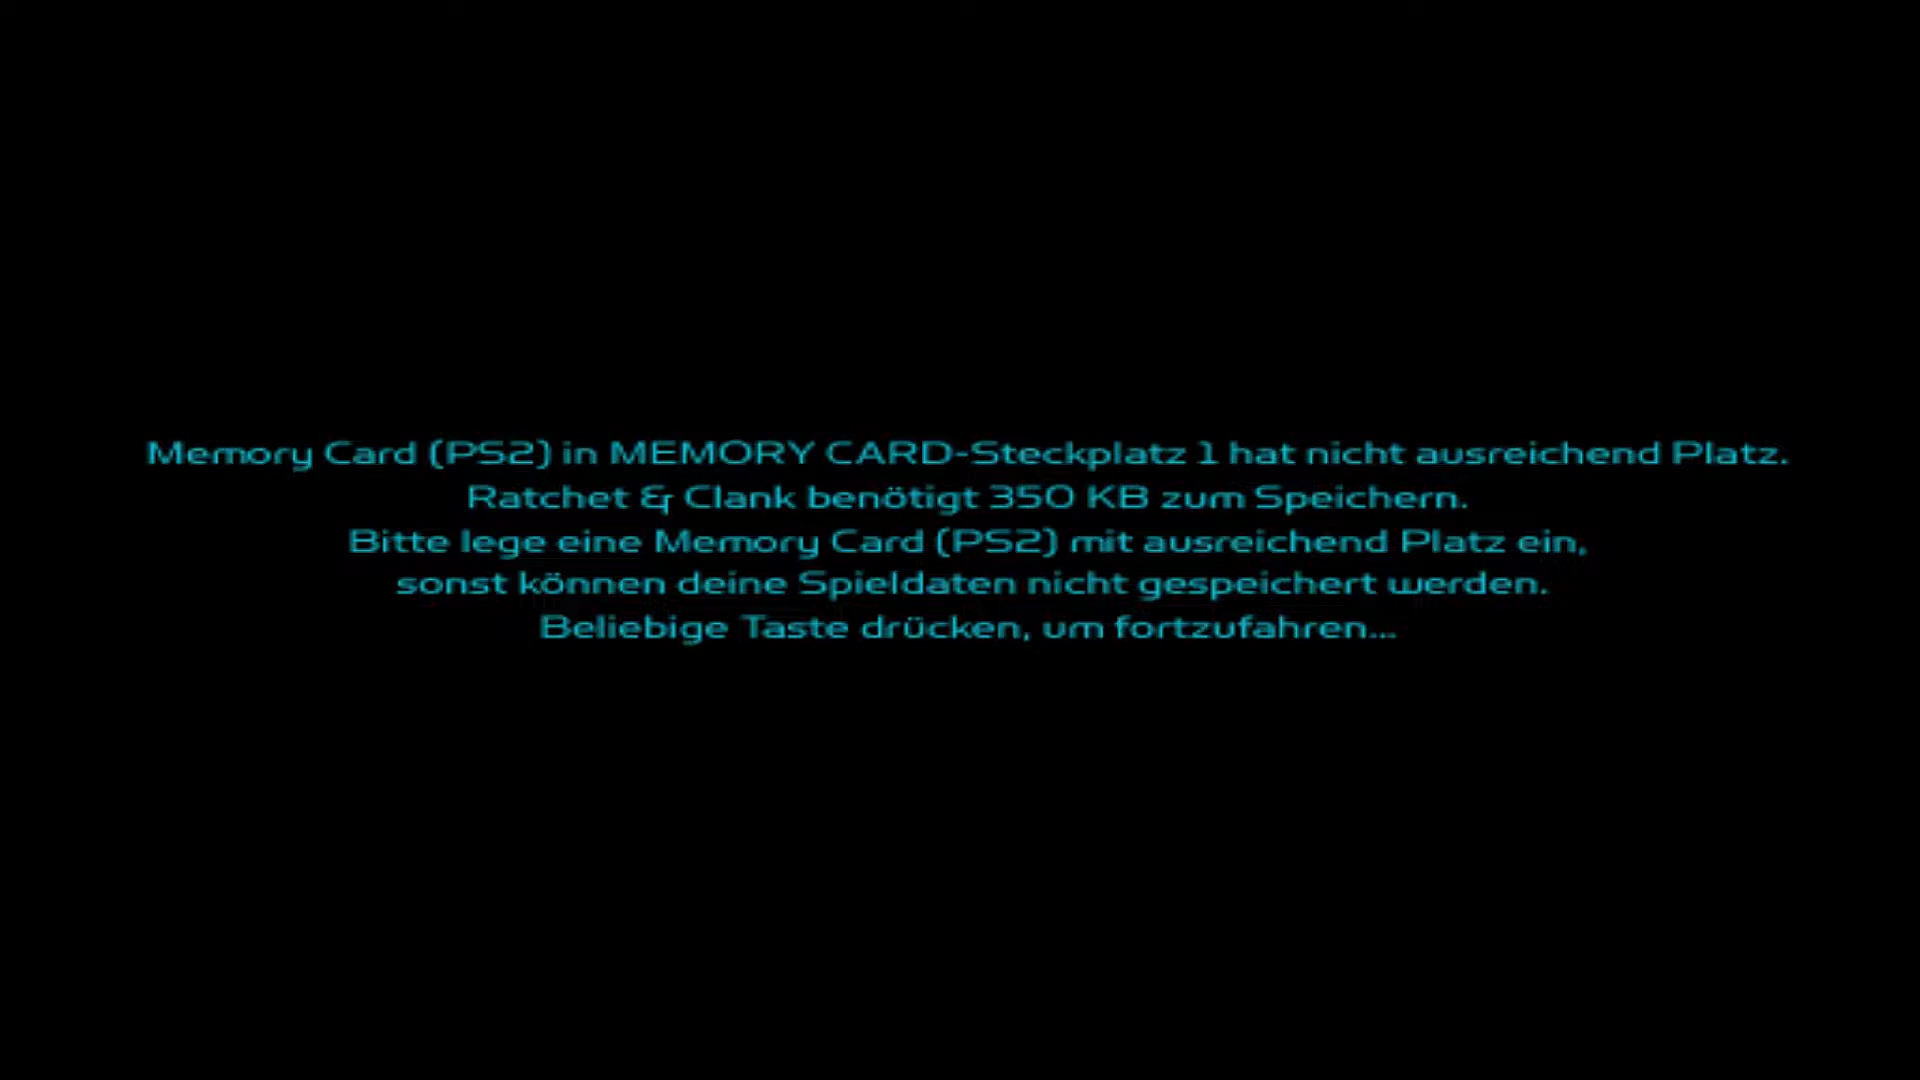 Memory Card (PS2) in MEMORY CARD-Steckplatz 1 hat nicht ausreichend Platz.
Ratchet & Clank benötigt 350 KB zum Speichern.
Bitte lege eine Memory Card (PS2) mit ausreichend Platz ein,
sonst können deine Spieldaten nicht gespeichert werden.
Beliebige Taste drücken, um fortzufahren...